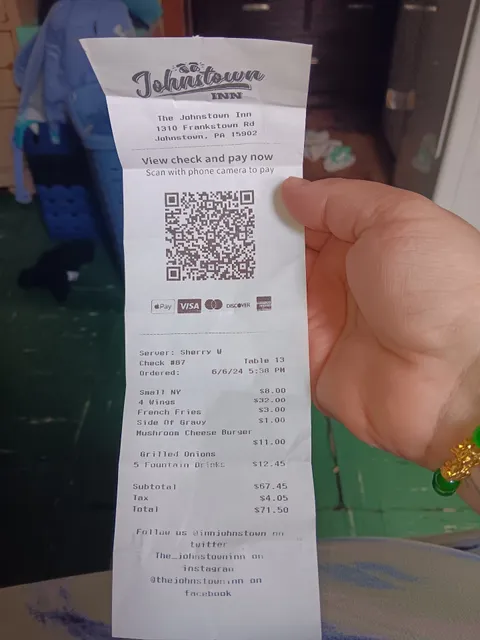 Johnstown
INN
The Johnstown Inn
1310 Frankstown Rd
Johnstown, PA 15902
View check and pay now
Scan with phone camera to pay
Pay VISA DISCOVER
Server: Sherry W
Check #87 Table 13
Ordered: 6/6/24 5:30 PM
Small NY $8.00
4 Wings $32.00
French Fries $3.00
Side Of Gravy $1.00
Mushroom Cheese Burger
$11.00
Grilled Onions
5 Fountain Drinks $12.45
Subtotal $67.45
Tax $4.05
Total $71.50
Follow us @innjohnstown on
twitter
The_johnstowninn on
instagram
@thejohnstowninn on
facebook